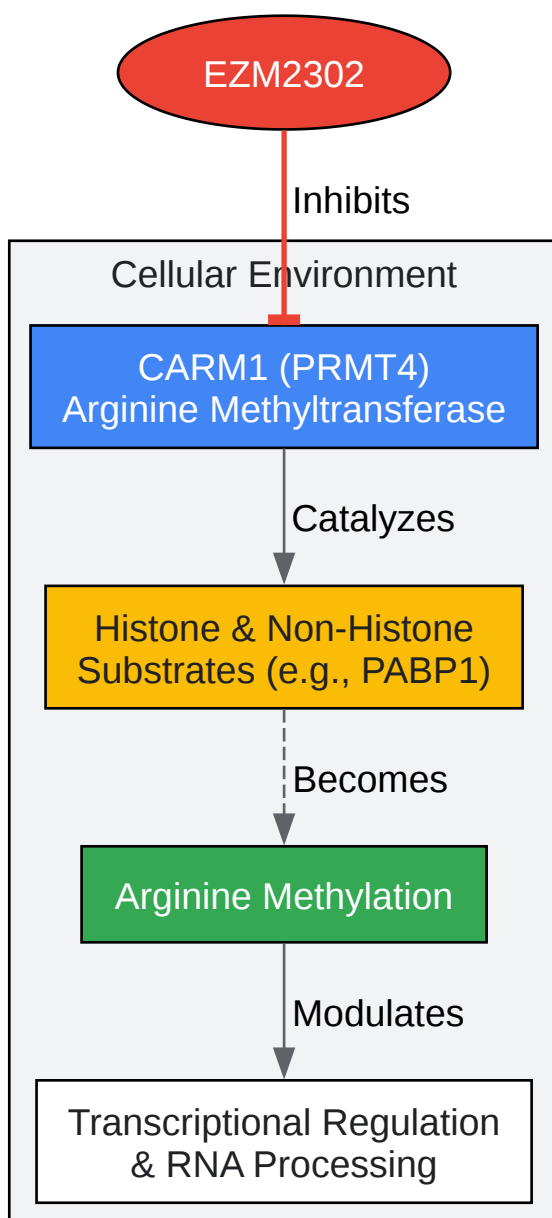 EZM2302
Inhibits
Cellular Environment
CARM1 (PRMT4)
Arginine Methyltransferase
Catalyzes
Histone & Non-Histone
Substrates (e.g., PABP1)
Becomes
Arginine Methylation
Modulates
Transcriptional Regulation
& RNA Processing